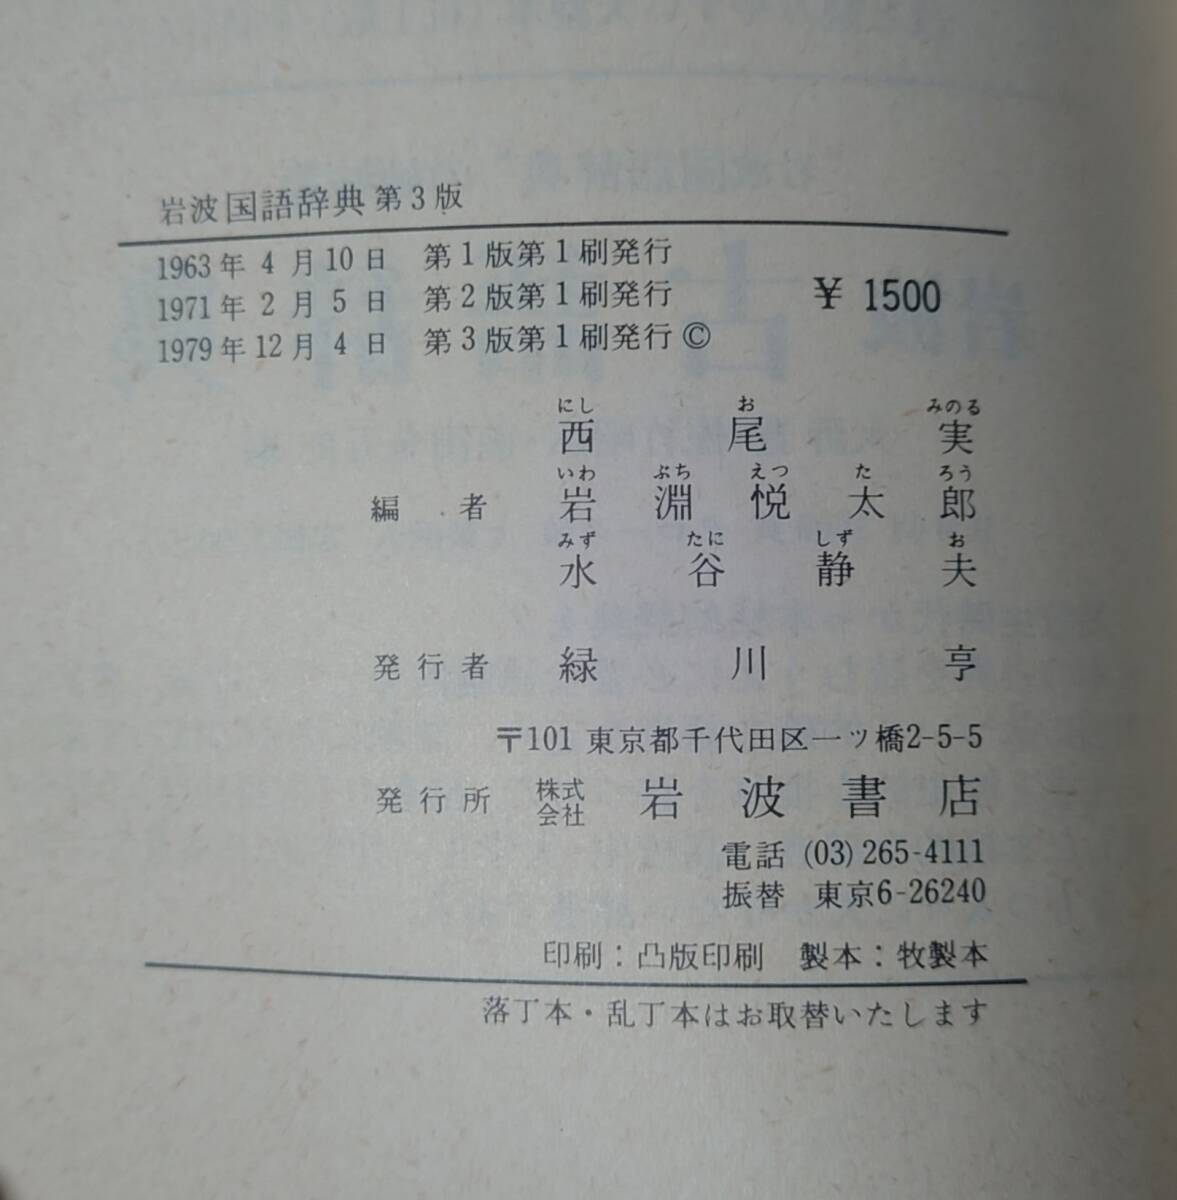 岩波国語辞典 第3版
1963年 4 月10日 第1版第1刷発行
1971年 2 月 5 日 第2版第1刷発行
¥ 1500
1979年12月 4 日 第3版第1刷発行 ©
にし お みのる
西尾実
いわ ぶち えつ た ろう
編者 岩淵悦太郎
みず たに しず お
水谷静夫
発行者 緑川亨
〒101 東京都千代田区一ッ橋2-5-5
発行所 株式会社 岩波書店
電話 (03) 265-4111
振替 東京6-26240
印刷：凸版印刷 製本：牧製本
落丁本・乱丁本はお取替いたします